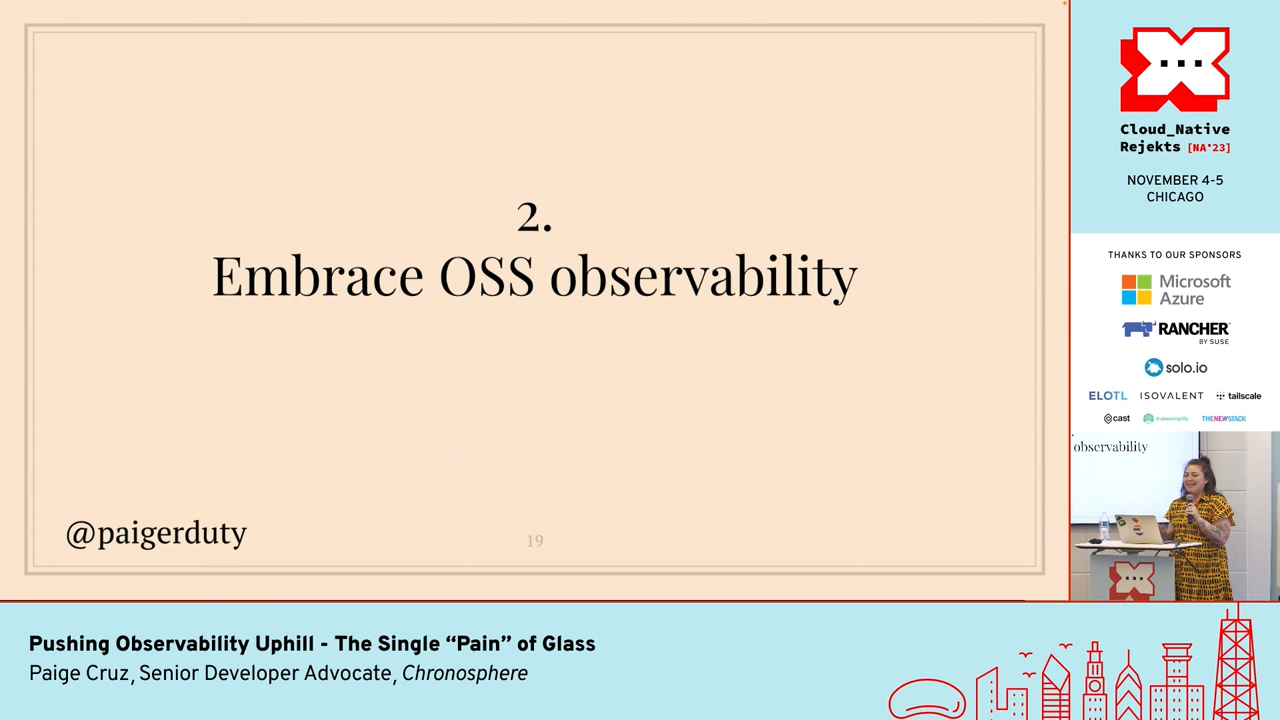 2.
Embrace OSS observability
@paigerduty
19
Cloud_Native
Rejekts [NA'23]
NOVEMBER 4-5
CHICAGO
THANKS TO OUR SPONSORS
Microsoft
Azure
RANCHER
BY SUSE
solo.io
ELOTL
ISOVALENT
tailscale
cast
kubesimplify
THENEWSTACK
observability
Pushing Observability Uphill - The Single “Pain” of Glass
Paige Cruz, Senior Developer Advocate, Chronosphere